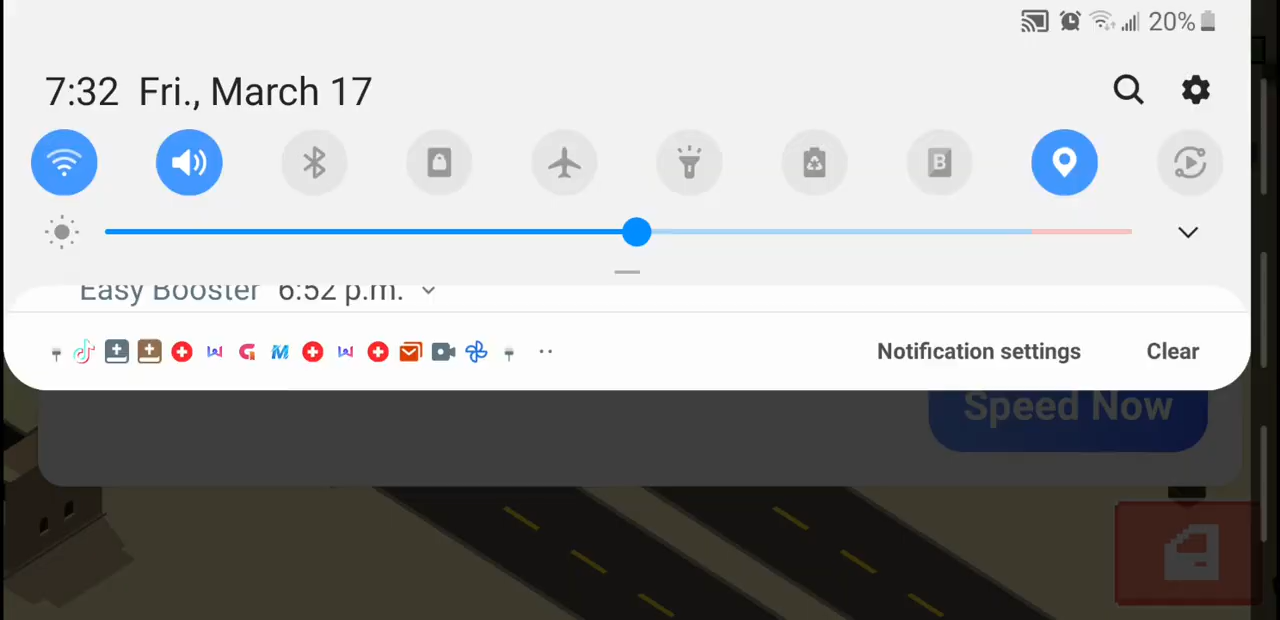 20%
7:32 Fri., March 17
Easy Booster 6:52 p.m.
Notification settings Clear
Speed Now